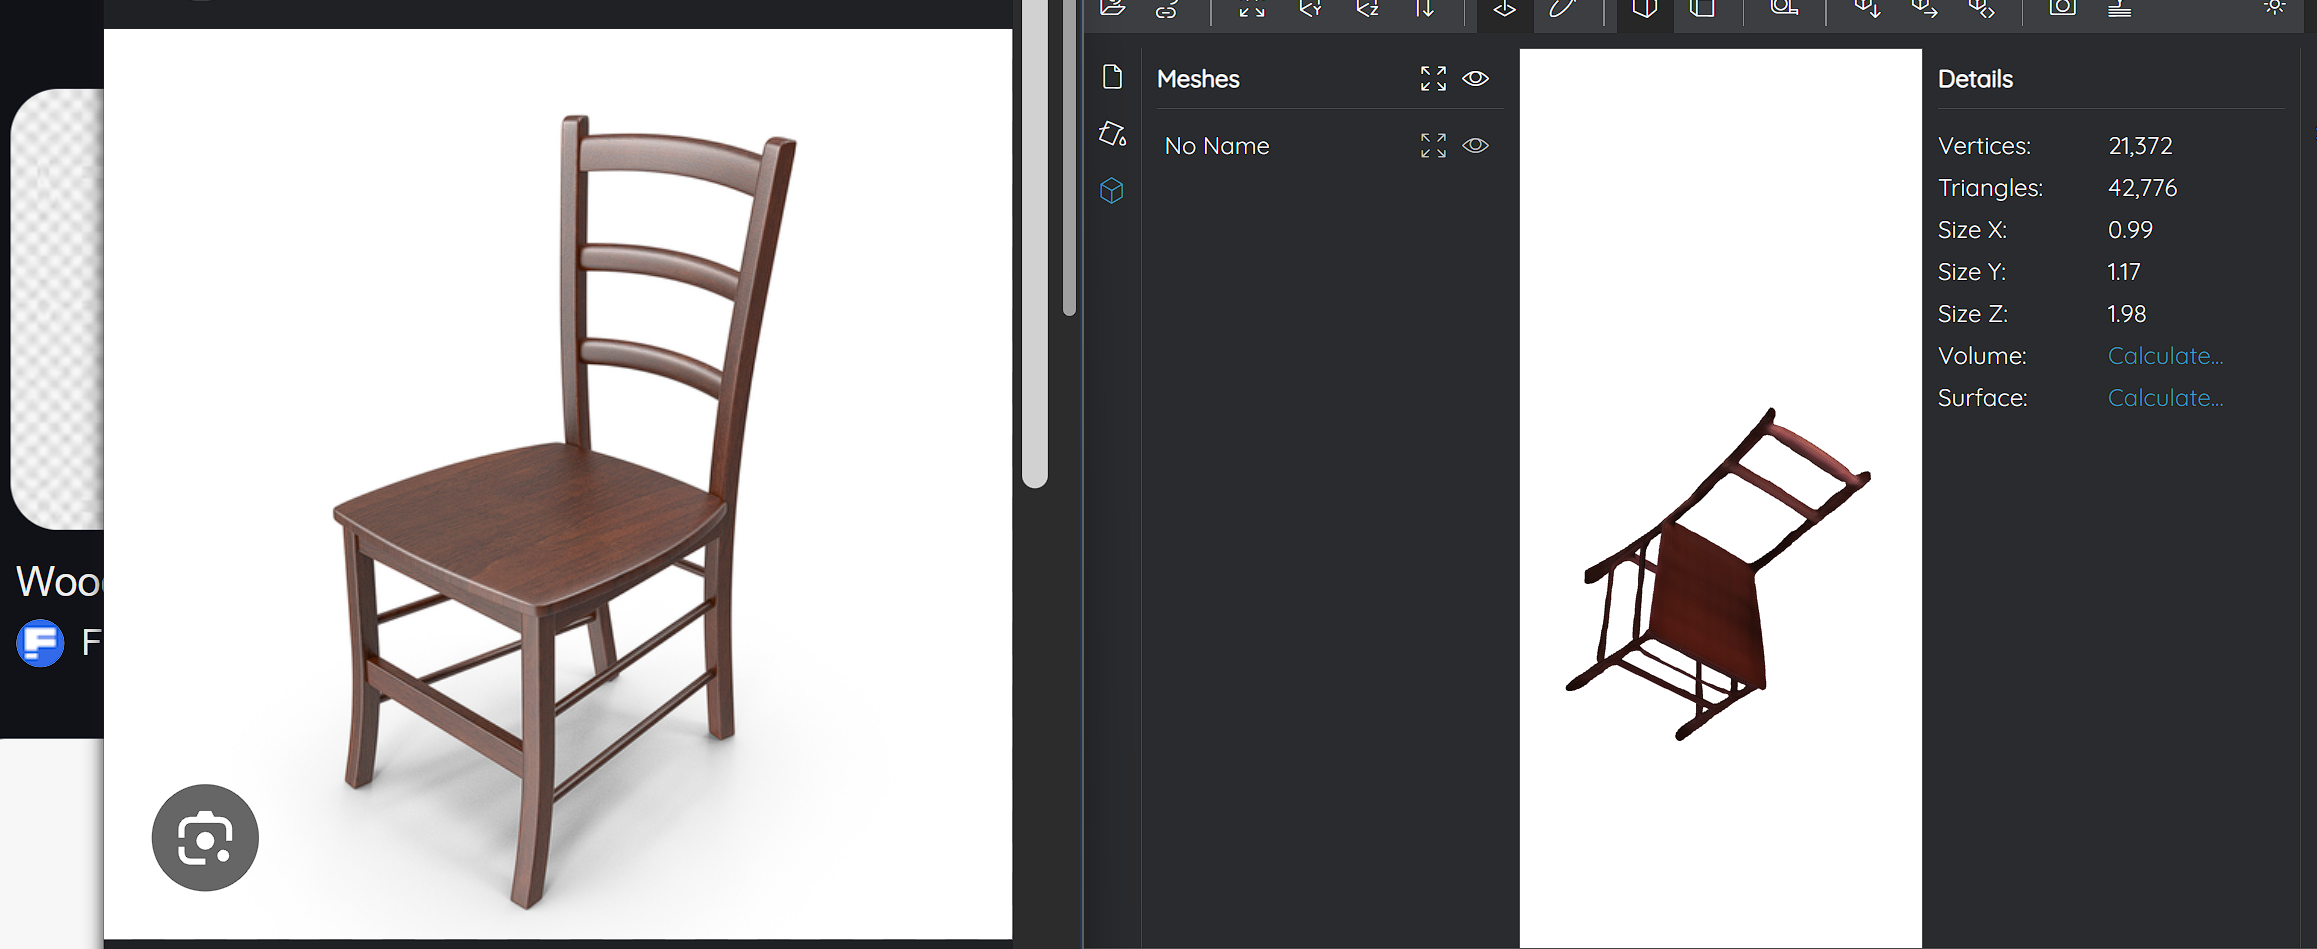 Woo
F
Meshes
No Name
Details
Vertices: 21,372
Triangles: 42,776
Size X: 0.99
Size Y: 1.17
Size Z: 1.98
Volume: Calculate...
Surface: Calculate...